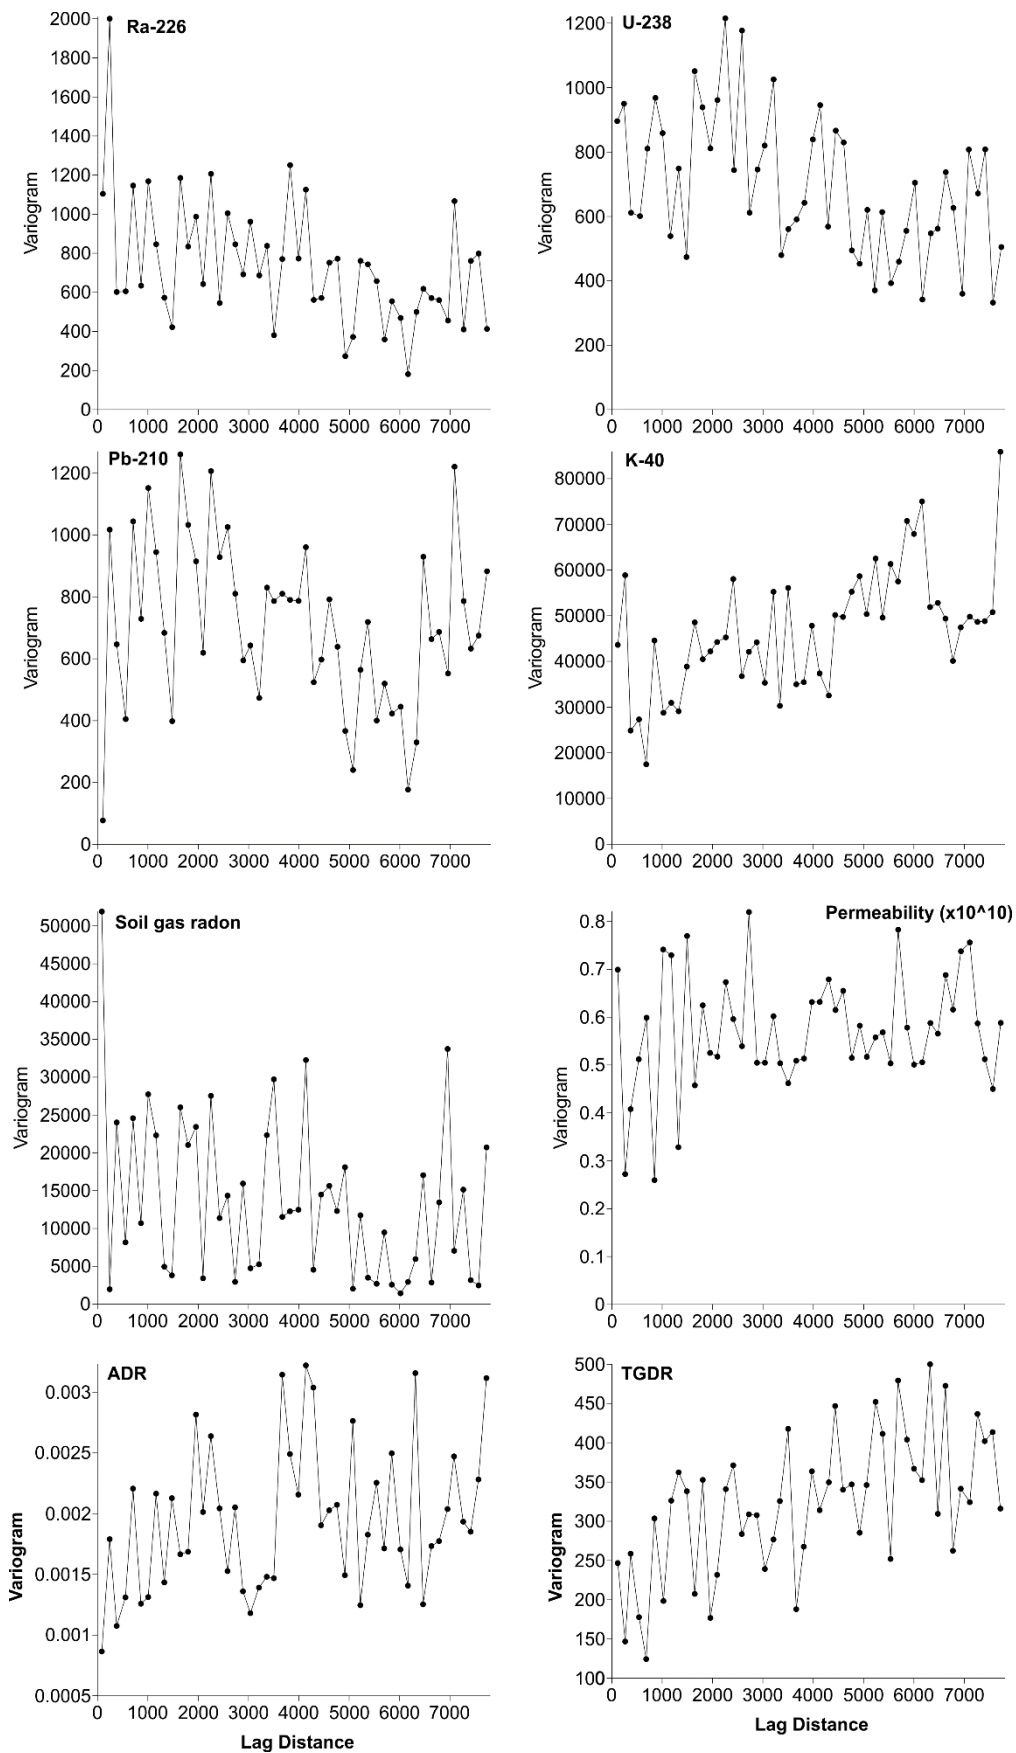 Ra-226
Variogram
2000
1800
1600
1400
1200
1000
800
600
400
200
0
0 1000 2000 3000 4000 5000 6000 7000
U-238
Variogram
1200
1000
800
600
400
200
0
0 1000 2000 3000 4000 5000 6000 7000
Pb-210
Variogram
1200
1000
800
600
400
200
0
0 1000 2000 3000 4000 5000 6000 7000
K-40
Variogram
80000
70000
60000
50000
40000
30000
20000
10000
0
0 1000 2000 3000 4000 5000 6000 7000
Soil gas radon
Variogram
50000
45000
40000
35000
30000
25000
20000
15000
10000
5000
0
0 1000 2000 3000 4000 5000 6000 7000
Permeability (x10^10)
Variogram
0.8
0.7
0.6
0.5
0.4
0.3
0.2
0.1
0
0 1000 2000 3000 4000 5000 6000 7000
ADR
Variogram
0.003
0.0025
0.002
0.0015
0.001
0.0005
0 1000 2000 3000 4000 5000 6000 7000
Lag Distance
TGDR
Variogram
500
450
400
350
300
250
200
150
100
0 1000 2000 3000 4000 5000 6000 7000
Lag Distance